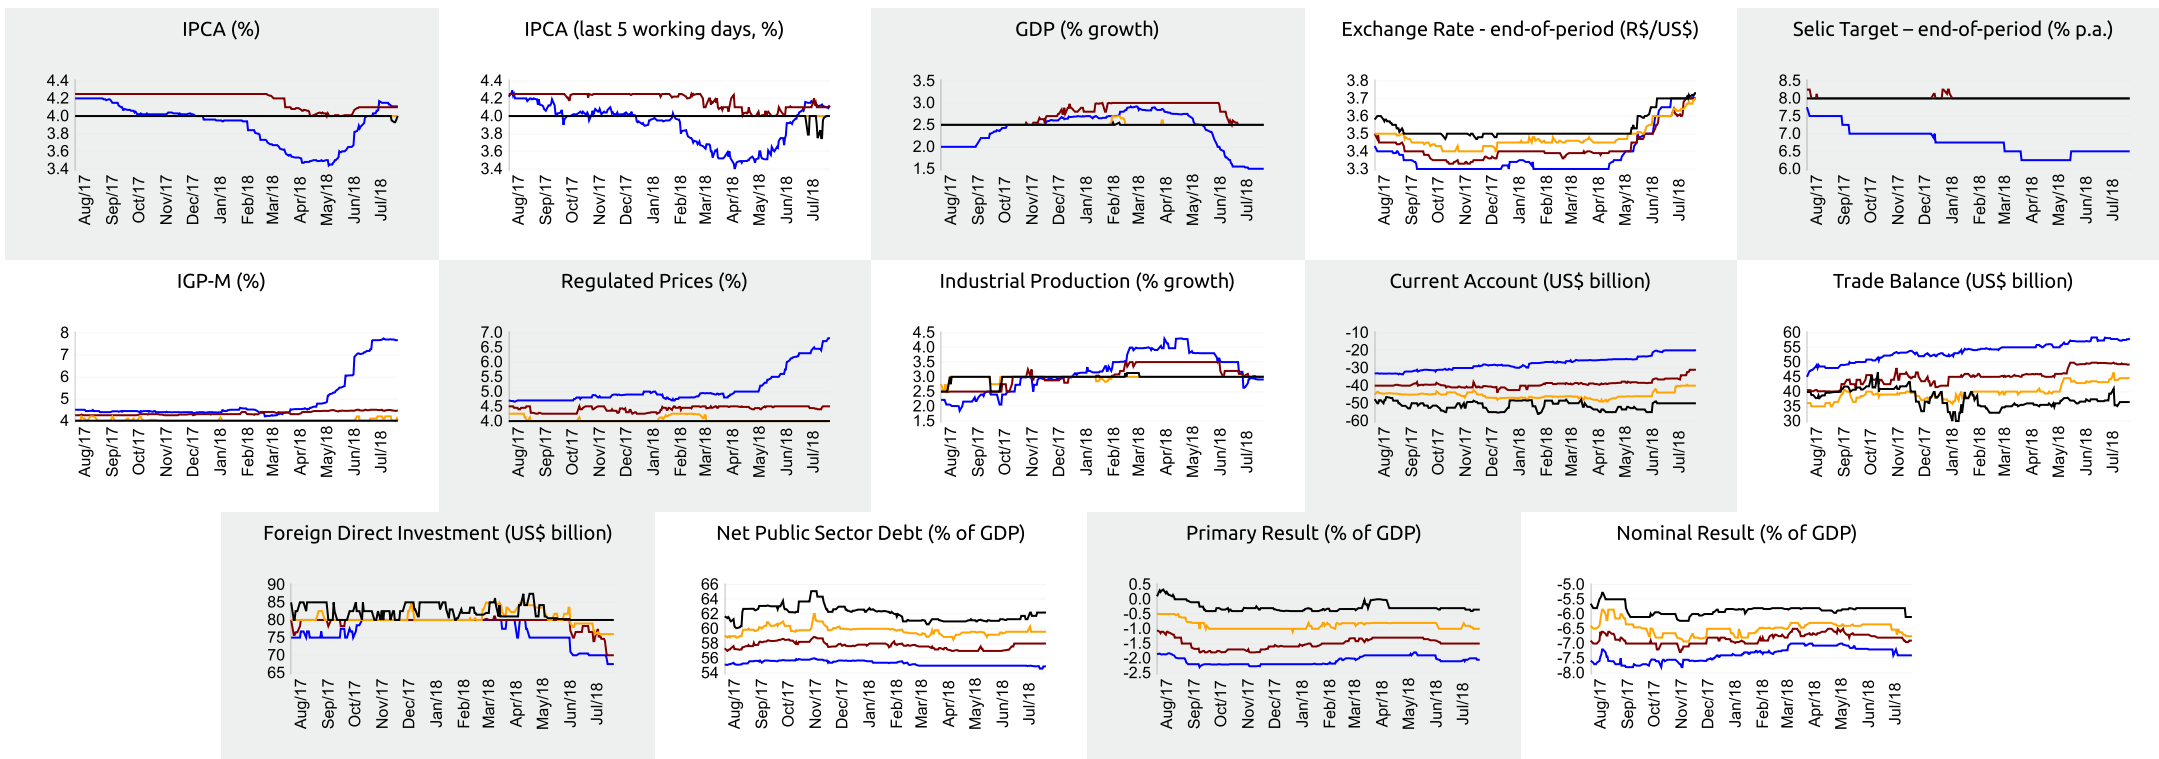 IPCA (%)
IPCA (last 5 working days, %)
GDP (% growth)
Exchange Rate - end-of-period (R$/US$)
Selic Target – end-of-period (% p.a.)
4.4
4.2
4.0
3.8
3.6
3.4
Aug/17
Sep/17
Oct/17
Nov/17
Dec/17
Jan/18
Feb/18
Mar/18
Apr/18
May/18
Jun/18
Jul/18
4.4
4.2
4.0
3.8
3.6
3.4
Aug/17
Sep/17
Oct/17
Nov/17
Dec/17
Jan/18
Feb/18
Mar/18
Apr/18
May/18
Jun/18
Jul/18
3.5
3.0
2.5
2.0
1.5
Aug/17
Sep/17
Oct/17
Nov/17
Dec/17
Jan/18
Feb/18
Mar/18
Apr/18
May/18
Jun/18
Jul/18
3.8
3.7
3.6
3.5
3.4
3.3
Aug/17
Sep/17
Oct/17
Nov/17
Dec/17
Jan/18
Feb/18
Mar/18
Apr/18
May/18
Jun/18
Jul/18
8.5
8.0
7.5
7.0
6.5
6.0
Aug/17
Sep/17
Oct/17
Nov/17
Dec/17
Jan/18
Feb/18
Mar/18
Apr/18
May/18
Jun/18
Jul/18
IGP-M (%)
Regulated Prices (%)
Industrial Production (% growth)
Current Account (US$ billion)
Trade Balance (US$ billion)
8
7
6
5
4
Aug/17
Sep/17
Oct/17
Nov/17
Dec/17
Jan/18
Feb/18
Mar/18
Apr/18
May/18
Jun/18
Jul/18
7.0
6.5
6.0
5.5
5.0
4.5
4.0
Aug/17
Sep/17
Oct/17
Nov/17
Dec/17
Jan/18
Feb/18
Mar/18
Apr/18
May/18
Jun/18
Jul/18
4.5
4.0
3.5
3.0
2.5
2.0
1.5
Aug/17
Sep/17
Oct/17
Nov/17
Dec/17
Jan/18
Feb/18
Mar/18
Apr/18
May/18
Jun/18
Jul/18
-10
-20
-30
-40
-50
-60
Aug/17
Sep/17
Oct/17
Nov/17
Dec/17
Jan/18
Feb/18
Mar/18
Apr/18
May/18
Jun/18
Jul/18
60
55
50
45
40
35
30
Aug/17
Sep/17
Oct/17
Nov/17
Dec/17
Jan/18
Feb/18
Mar/18
Apr/18
May/18
Jun/18
Jul/18
Foreign Direct Investment (US$ billion)
Net Public Sector Debt (% of GDP)
Primary Result (% of GDP)
Nominal Result (% of GDP)
90
85
80
75
70
65
Aug/17
Sep/17
Oct/17
Nov/17
Dec/17
Jan/18
Feb/18
Mar/18
Apr/18
May/18
Jun/18
Jul/18
66
64
62
60
58
56
54
Aug/17
Sep/17
Oct/17
Nov/17
Dec/17
Jan/18
Feb/18
Mar/18
Apr/18
May/18
Jun/18
Jul/18
0.5
0.0
-0.5
-1.0
-1.5
-2.0
-2.5
Aug/17
Sep/17
Oct/17
Nov/17
Dec/17
Jan/18
Feb/18
Mar/18
Apr/18
May/18
Jun/18
Jul/18
-5.0
-5.5
-6.0
-6.5
-7.0
-7.5
-8.0
Aug/17
Sep/17
Oct/17
Nov/17
Dec/17
Jan/18
Feb/18
Mar/18
Apr/18
May/18
Jun/18
Jul/18